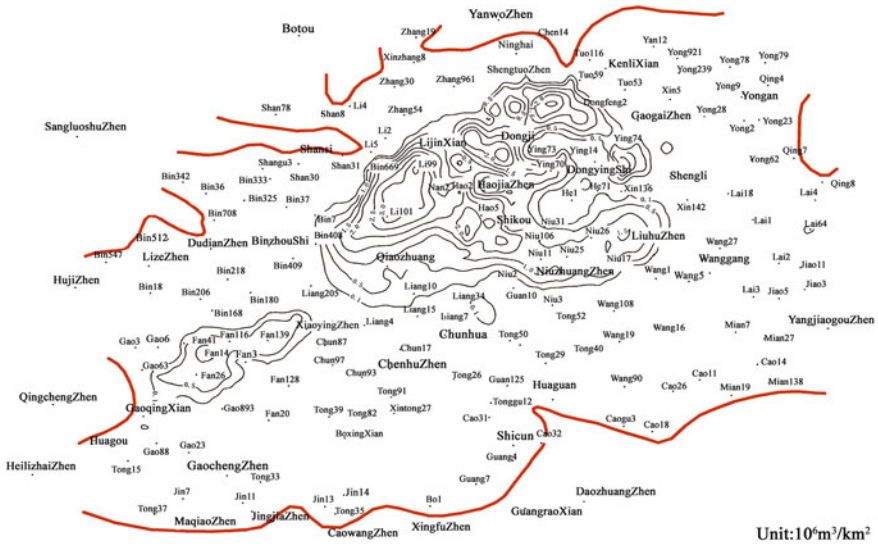 YanwoZhen
Botou
Zhang19
Chen14
Yan12
Ninghai
Xinzhang8
Tuo116
Yong921
Yong78
Yong79
KenliXian
Yong239
ShengtuoZhen
Tuo59
Zhang30
Zhang961
Tuo53
Xin5
Yong9
Qing4
Yongan
Shan78
Li4
Shan8
Zhang54
Dongfeng2
GaogaiZhen
Yong28
SangluoshuZhen
Li2
Dongji
Yong2
Yong23
Shansi
Li5
LijinXian
Ying73
Ying14
Ying74
Qing7
Shangu3
Shan31
Bin669
Li99
Ying70
DongyingShi
Yong62
Shengli
Bin342
Bin333
Shan30
Nan2
Hao2
HaojiaZhen
Qing8
Bin36
He1
Hg71
Xin136
Lai18
Lai4
Bin325
Bin37
Li101
Hao5
Xin142
Bin708
Bin7
Shikou
Niu31
Lai1
Lai64
Bin512
DudianZhen
BinzhouShi
Bin408
Niu106
Niu26
LiuhuZhen
Wang27
Bin547
LizeZhen
Qiaozhuang
Niu11
Niu25
Niu17
Wanggang
Lai2
Jiao11
HujiZhen
Bin218
Bin409
Niu2
NiuzhuangZhen
Wang1
Wang5
Bin18
Bin206
Bin180
Liang205
Liang10
Liang34
Guan10
Niu3
Lai3
Jiao5
Jiao3
Bin168
XiaoyingZhen
Liang4
Liang15
Liang7
Tong52
Wang108
YangjiaogouZhen
Gao3
Gao6
Fan41
Fan116
Fan139
Chun87
Chunhua
Tong50
Wang19
Wang16
Mian7
Mian27
Fan14
Fan3
Chun97
Chun17
Tong29
Tong40
Gao63
Fan26
Chun93
ChenhuZhen
Cao14
Fan128
Tong26
Guan125
Wang90
Cao11
Mian138
QingchengZhen
Tong91
Huaguan
Cao26
Mian19
GaoqingXian
Gao893
Fan20
Tong39
Tong82
Xintong27
Tonggu12
Cao31
Caogu3
Cao18
BoxingXian
Shicun
Cao32
Huagou
Gao88
Gao23
Guang4
HeilizhaiZhen
Tong15
GaochengZhen
Tong33
Guang7
Jin7
Jin11
Jin13
Jin14
Bo1
DaozhuangZhen
Tong37
MaqiaoZhen
JingjiaZhen
Tong35
CaowangZhen
XingfuZhen
GuangraoXian
Unit:10⁶m³/km²